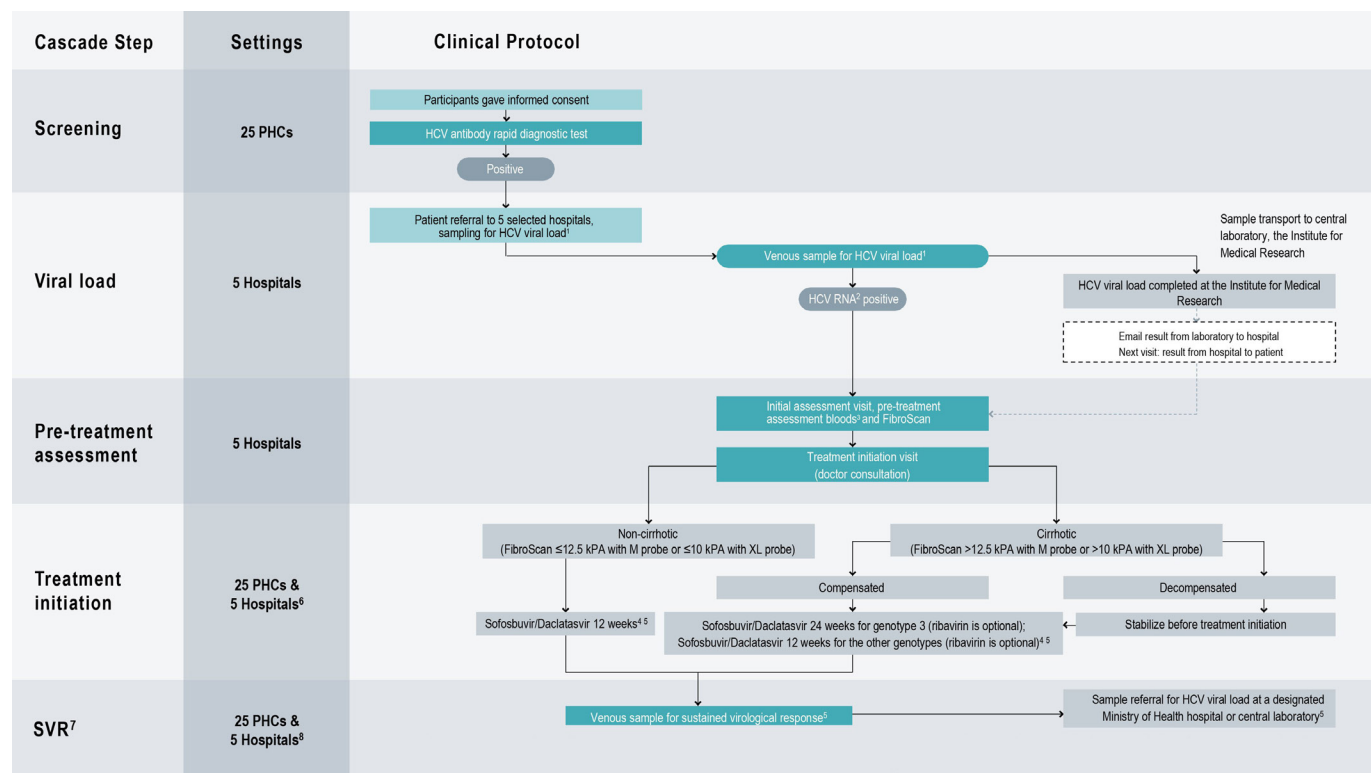 Cascade Step
Settings
Clinical Protocol
Screening
25 PHCs
Participants gave informed consent
HCV antibody rapid diagnostic test
Positive
Viral load
5 Hospitals
Patient referral to 5 selected hospitals,
sampling for HCV viral load¹
Venous sample for HCV viral load¹
HCV RNA² positive
Sample transport to central
laboratory, the Institute for
Medical Research
HCV viral load completed at the Institute for Medical
Research
Email result from laboratory to hospital
Next visit: result from hospital to patient
Pre-treatment
assessment
5 Hospitals
Initial assessment visit, pre-treatment
assessment bloods³ and FibroScan
Treatment initiation visit
(doctor consultation)
Treatment
initiation
25 PHCs &
5 Hospitals⁶
Non-cirrhotic
(FibroScan ≤12.5 kPA with M probe or ≤10 kPA with XL probe)
Cirrhotic
(FibroScan >12.5 kPA with M probe or >10 kPA with XL probe)
Compensated
Decompensated
Sofosbuvir/Daclatasvir 12 weeks⁴ ⁵
Sofosbuvir/Daclatasvir 24 weeks for genotype 3 (ribavirin is optional);
Sofosbuvir/Daclatasvir 12 weeks for the other genotypes (ribavirin is optional)⁴ ⁵
Stabilize before treatment initiation
SVR⁷
25 PHCs &
5 Hospitals⁸
Venous sample for sustained virological response⁵
Sample referral for HCV viral load at a designated
Ministry of Health hospital or central laboratory⁵